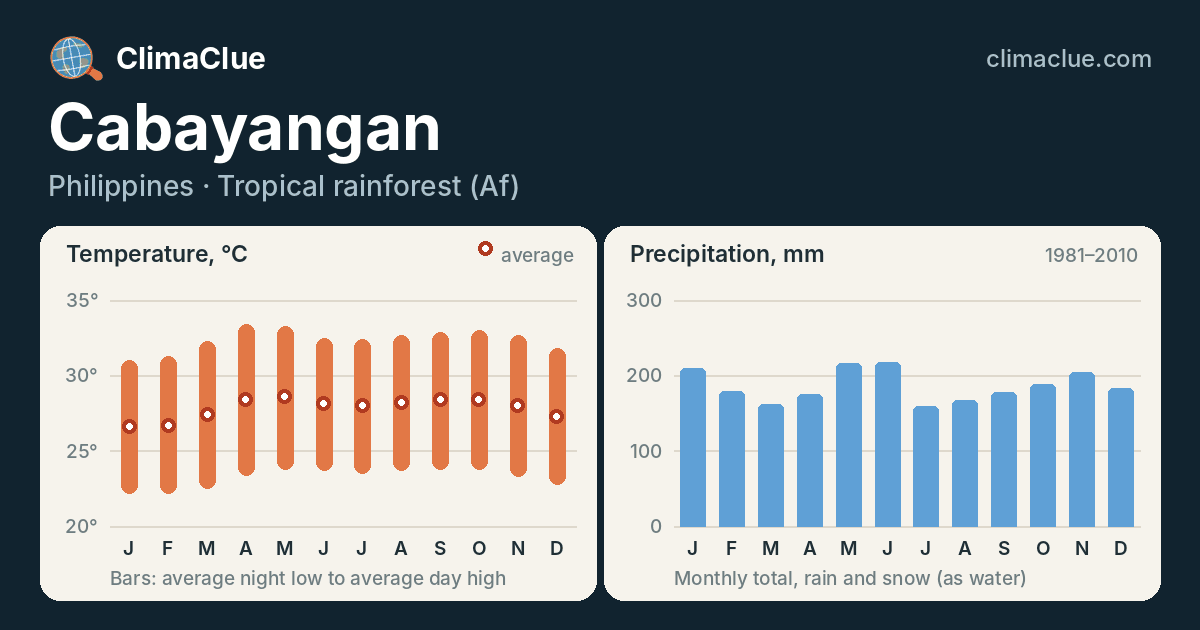 ClimaClue
climaclue.com
Cabayangan
Philippines · Tropical rainforest (Af)
Temperature, °C
average
35°
30°
25°
20°
J F M A M J J A S O N D
Bars: average night low to average day high
Precipitation, mm
1981–2010
300
200
100
0
J F M A M J J A S O N D
Monthly total, rain and snow (as water)